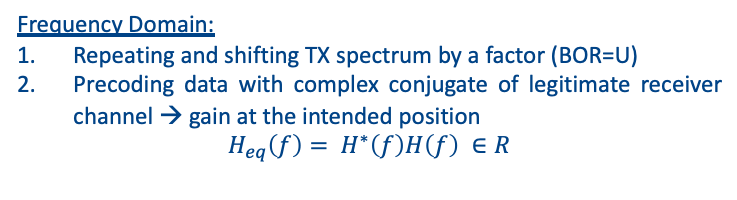 Frequency Domain:
1. Repeating and shifting TX spectrum by a factor (BOR=U)
2. Precoding data with complex conjugate of legitimate receiver
channel → gain at the intended position
H_eq(f) = H*(f)H(f) ∈ R